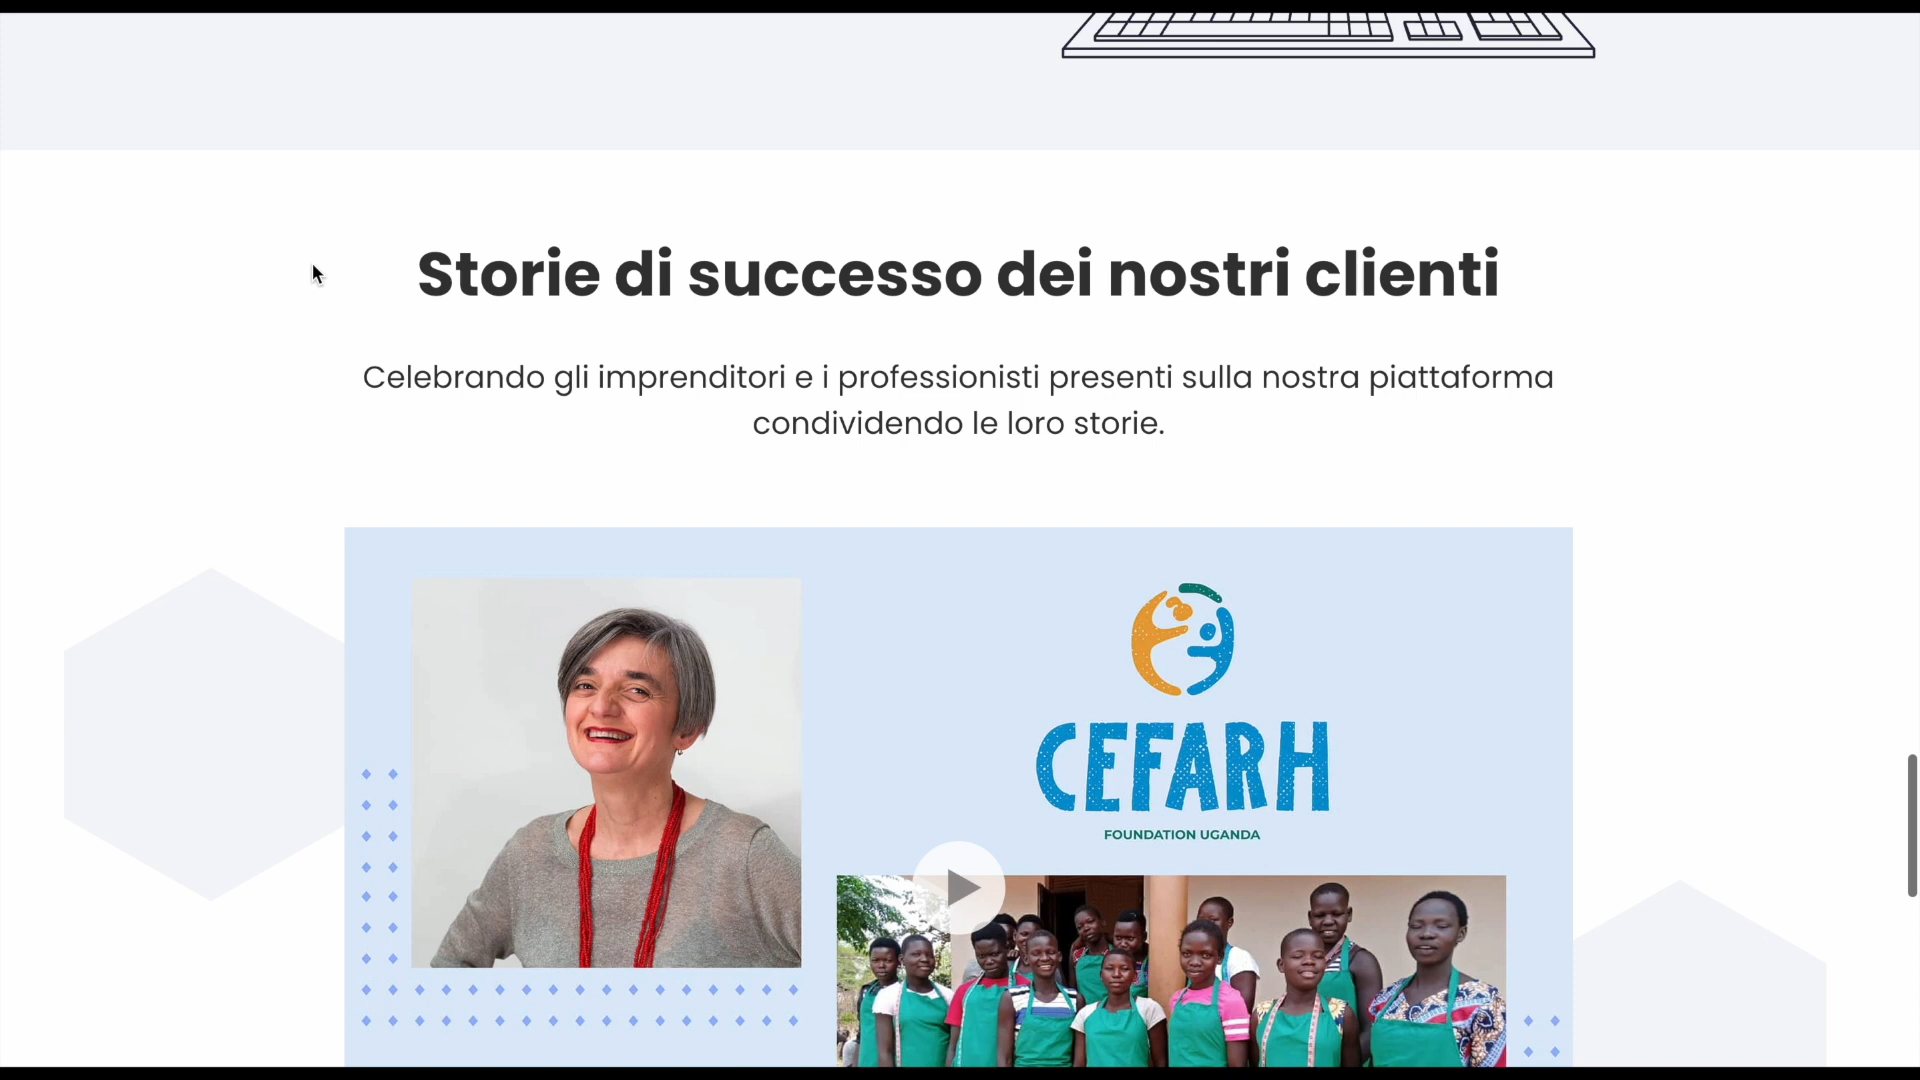 Storie di successo dei nostri clienti
Celebrando gli imprenditori e i professionisti presenti sulla nostra piattaforma
condividendo le loro storie.
CEFARH
FOUNDATION UGANDA